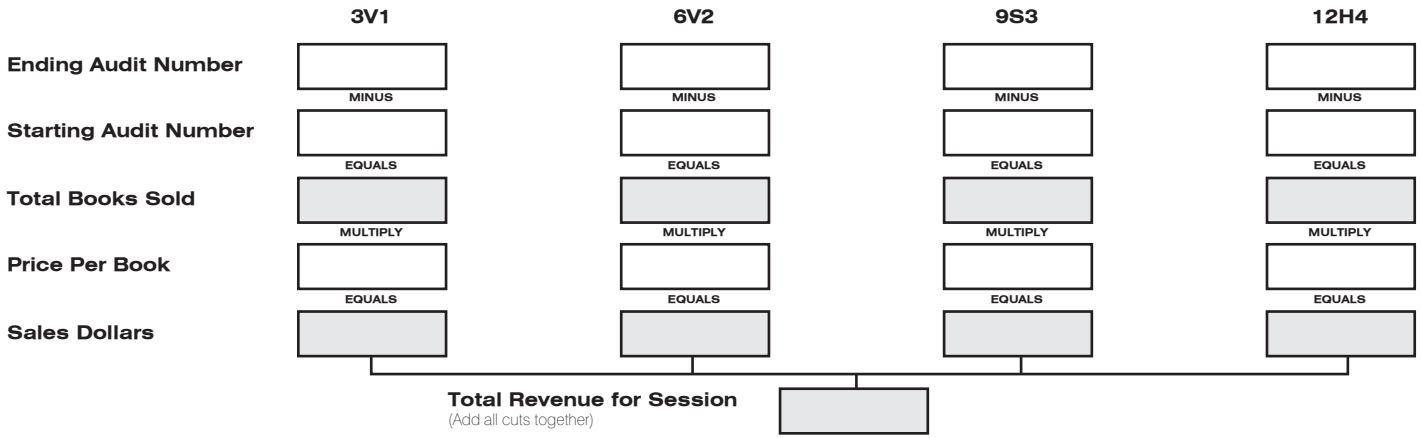 3V1 6V2 9S3 12H4
Ending Audit Number
MINUS MINUS MINUS MINUS
Starting Audit Number
EQUALS EQUALS EQUALS EQUALS
Total Books Sold
MULTIPLY MULTIPLY MULTIPLY MULTIPLY
Price Per Book
EQUALS EQUALS EQUALS EQUALS
Sales Dollars
Total Revenue for Session
(Add all cuts together)